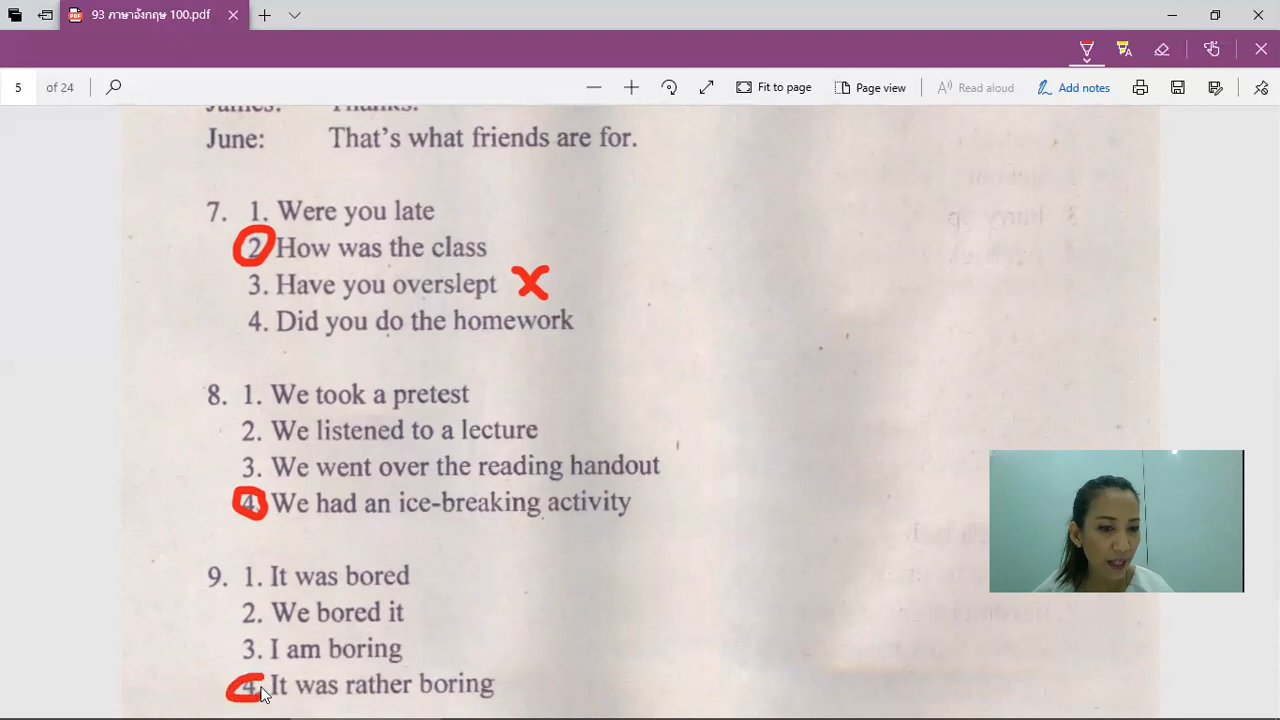 93 ภาษาอังกฤษ 100.pdf
5 of 24
Fit to page
Page view
Read aloud
Add notes
James: Thanks.
June: That's what friends are for.
7. 1. Were you late
2. How was the class
3. Have you overslept X
4. Did you do the homework
8. 1. We took a pretest
2. We listened to a lecture
3. We went over the reading handout
4. We had an ice-breaking activity
9. 1. It was bored
2. We bored it
3. I am boring
4. It was rather boring